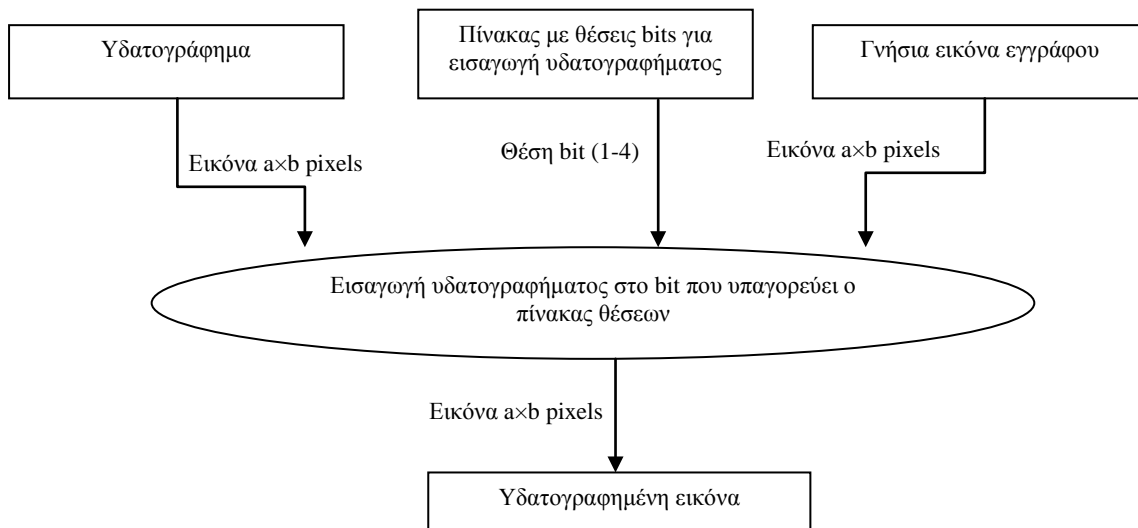 Υδατογράφημα
Πίνακας με θέσεις bits για
εισαγωγή υδατογραφήματος
Γνήσια εικόνα εγγράφου
Εικόνα a×b pixels
Θέση bit (1-4)
Εικόνα a×b pixels
Εισαγωγή υδατογραφήματος στο bit που υπαγορεύει ο
πίνακας θέσεων
Εικόνα a×b pixels
Υδατογραφημένη εικόνα